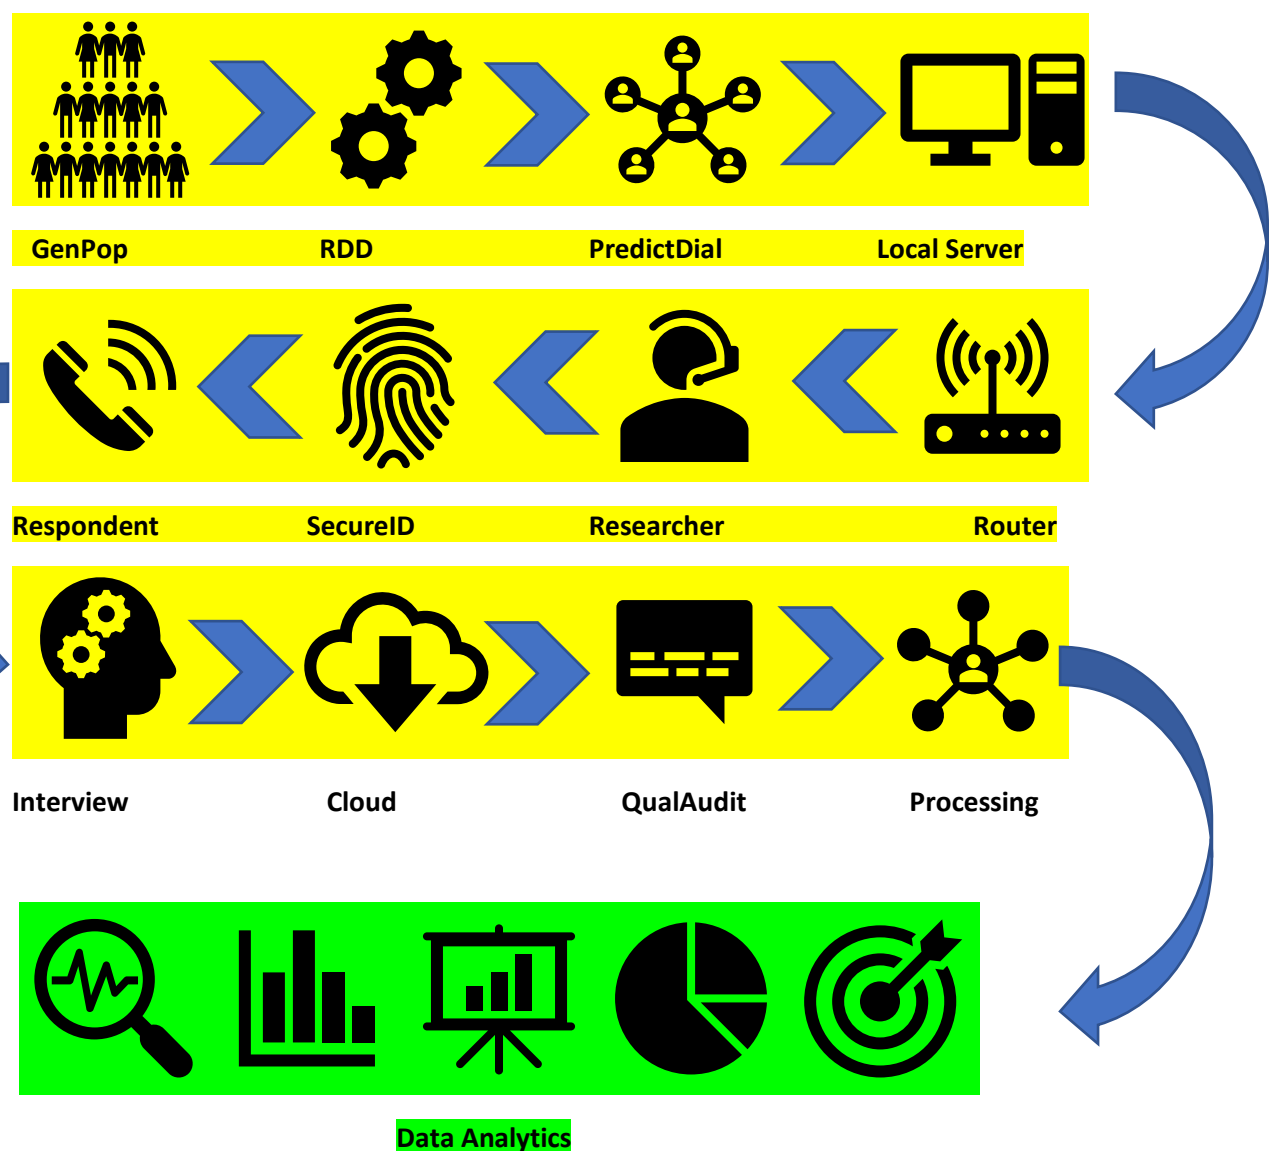 GenPop RDD PredictDial Local Server
Respondent SecureID Researcher Router
Interview Cloud QualAudit Processing
Data Analytics